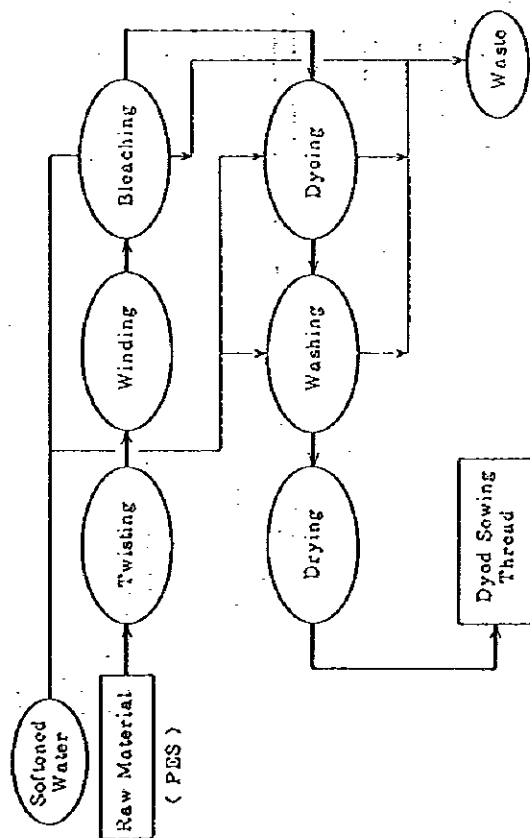 Softened
Water
Raw Material
( PES )
Twisting
Winding
Bleaching
Dyeing
Washing
Drying
Dyed Sewing
Thread
Waste